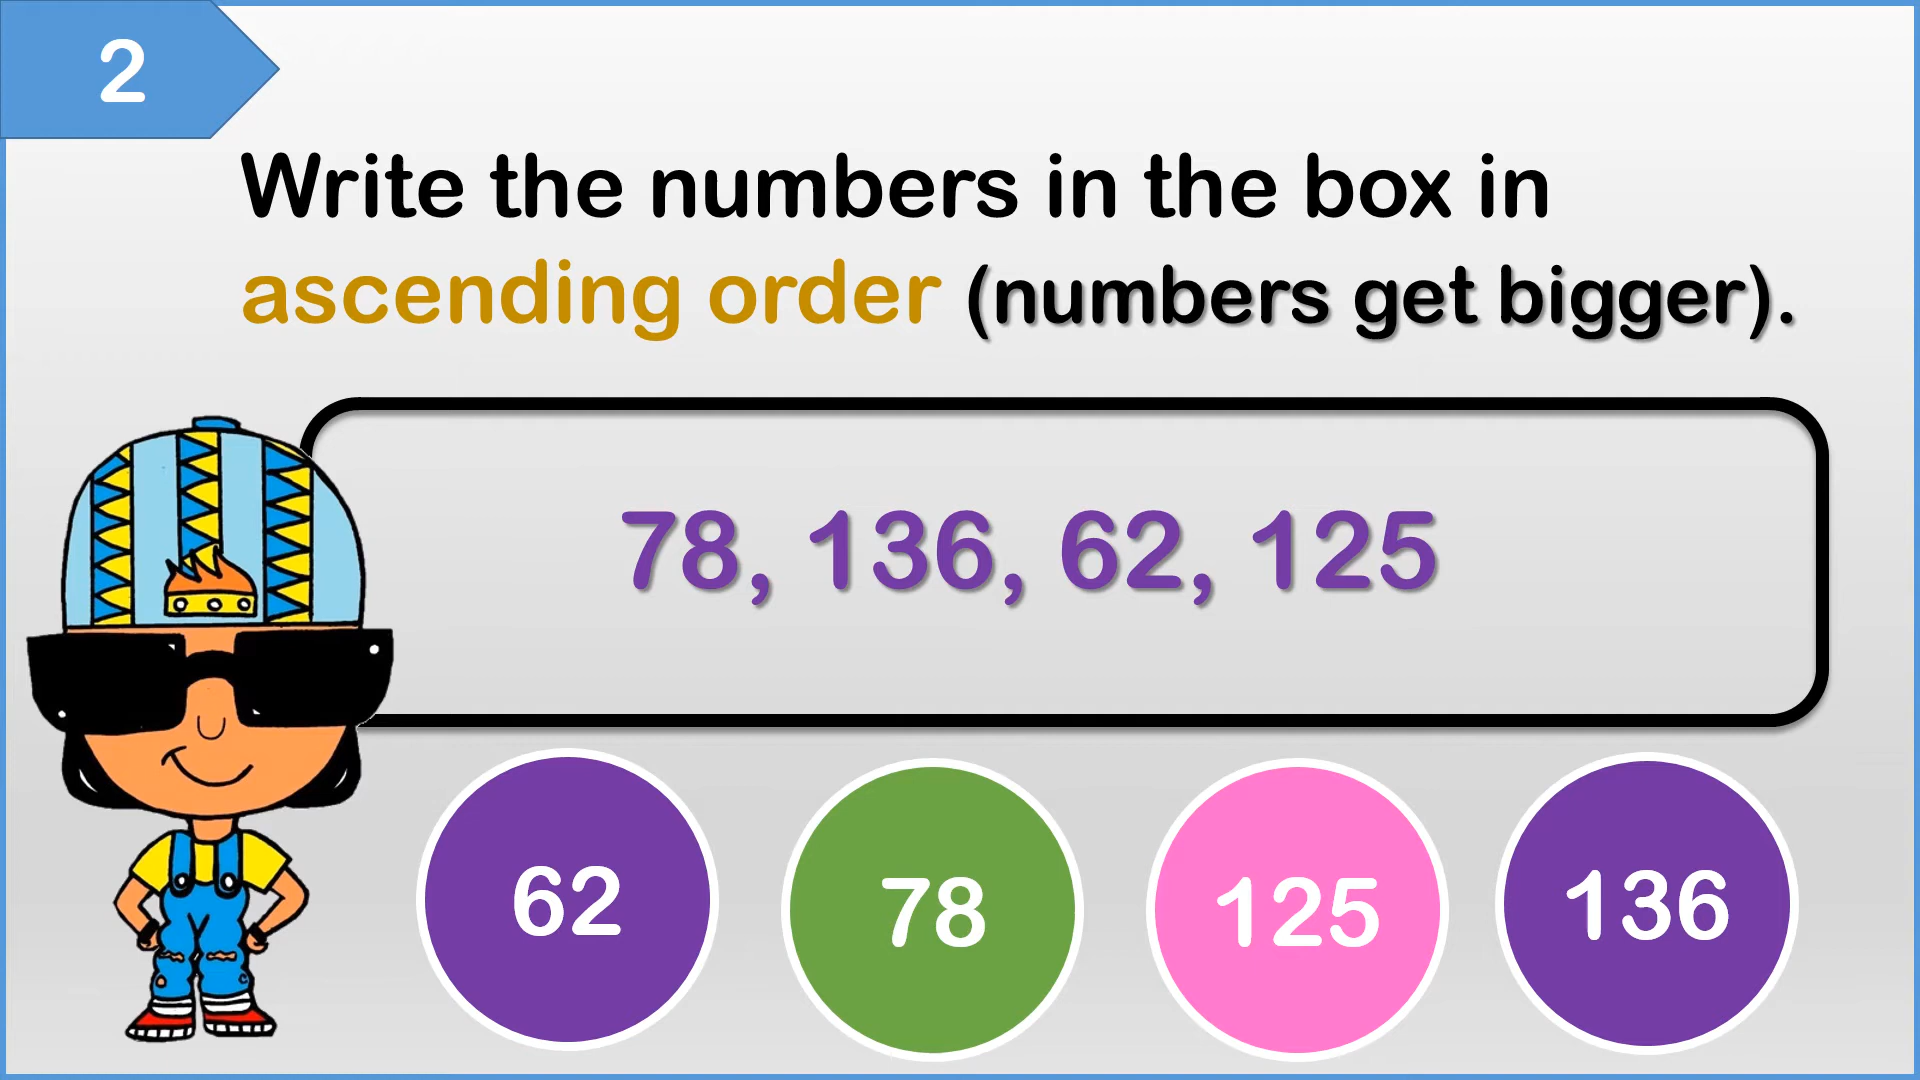 2
Write the numbers in the box in
ascending order (numbers get bigger).
78, 136, 62, 125
62 78 125 136